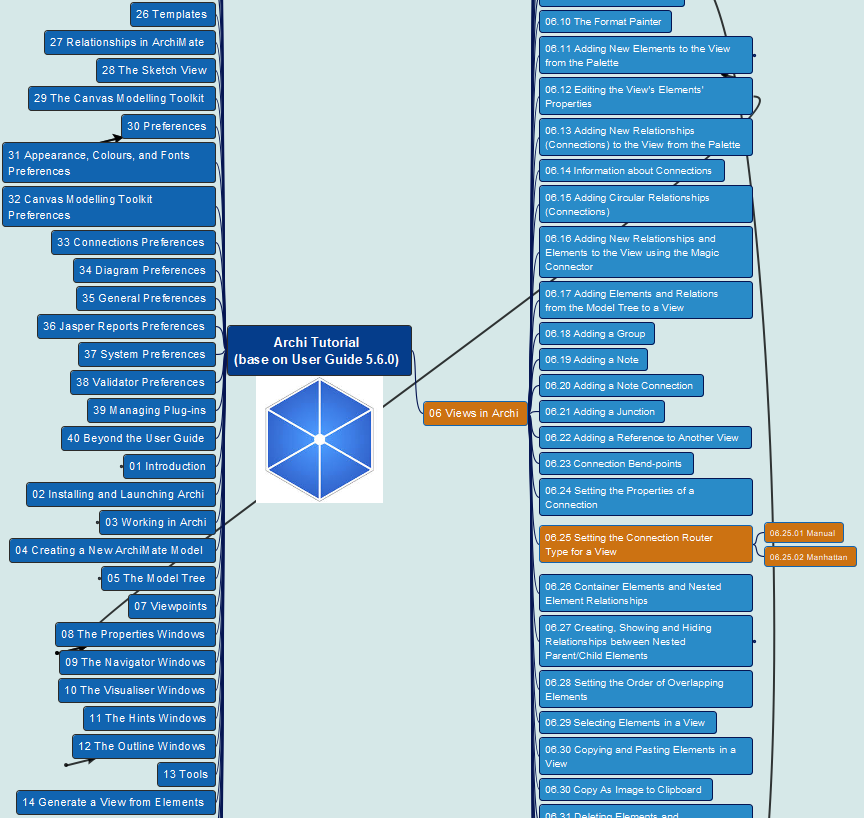 26 Templates
27 Relationships in ArchiMate
28 The Sketch View
29 The Canvas Modelling Toolkit
30 Preferences
31 Appearance, Colours, and Fonts
Preferences
32 Canvas Modelling Toolkit
Preferences
33 Connections Preferences
34 Diagram Preferences
35 General Preferences
36 Jasper Reports Preferences
37 System Preferences
38 Validator Preferences
39 Managing Plug-ins
40 Beyond the User Guide
01 Introduction
02 Installing and Launching Archi
03 Working in Archi
04 Creating a New ArchiMate Model
05 The Model Tree
07 Viewpoints
08 The Properties Windows
09 The Navigator Windows
10 The Visualiser Windows
11 The Hints Windows
12 The Outline Windows
13 Tools
14 Generate a View from Elements
Archi Tutorial
(base on User Guide 5.6.0)
06 Views in Archi
06.10 The Format Painter
06.11 Adding New Elements to the View
from the Palette
06.12 Editing the View's Elements'
Properties
06.13 Adding New Relationships
(Connections) to the View from the Palette
06.14 Information about Connections
06.15 Adding Circular Relationships
(Connections)
06.16 Adding New Relationships and
Elements to the View using the Magic
Connector
06.17 Adding Elements and Relations
from the Model Tree to a View
06.18 Adding a Group
06.19 Adding a Note
06.20 Adding a Note Connection
06.21 Adding a Junction
06.22 Adding a Reference to Another View
06.23 Connection Bend-points
06.24 Setting the Properties of a
Connection
06.25 Setting the Connection Router
Type for a View
06.25.01 Manual
06.25.02 Manhattan
06.26 Container Elements and Nested
Element Relationships
06.27 Creating, Showing and Hiding
Relationships between Nested
Parent/Child Elements
06.28 Setting the Order of Overlapping
Elements
06.29 Selecting Elements in a View
06.30 Copying and Pasting Elements in a
View
06.30 Copy As Image to Clipboard
06.31 Deleting Elements and